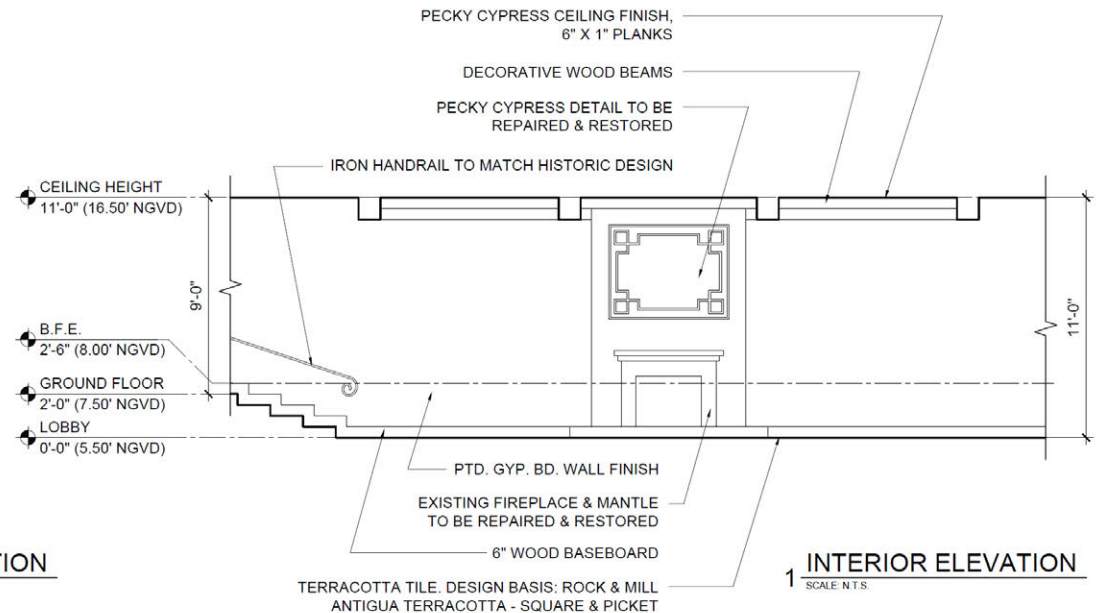 PECKY CYPRESS CEILING FINISH,
6" X 1" PLANKS
DECORATIVE WOOD BEAMS
PECKY CYPRESS DETAIL TO BE
REPAIRED & RESTORED
IRON HANDRAIL TO MATCH HISTORIC DESIGN
CEILING HEIGHT
11'-0" (16.50' NGVD)
9'-0"
11'-0"
B.F.E.
2'-6" (8.00' NGVD)
GROUND FLOOR
2'-0" (7.50' NGVD)
LOBBY
0'-0" (5.50' NGVD)
PTD. GYP. BD. WALL FINISH
EXISTING FIREPLACE & MANTLE
TO BE REPAIRED & RESTORED
6" WOOD BASEBOARD
TERRACOTTA TILE. DESIGN BASIS: ROCK & MILL
ANTIGUA TERRACOTTA - SQUARE & PICKET
TION
1 INTERIOR ELEVATION
SCALE: N.T.S.